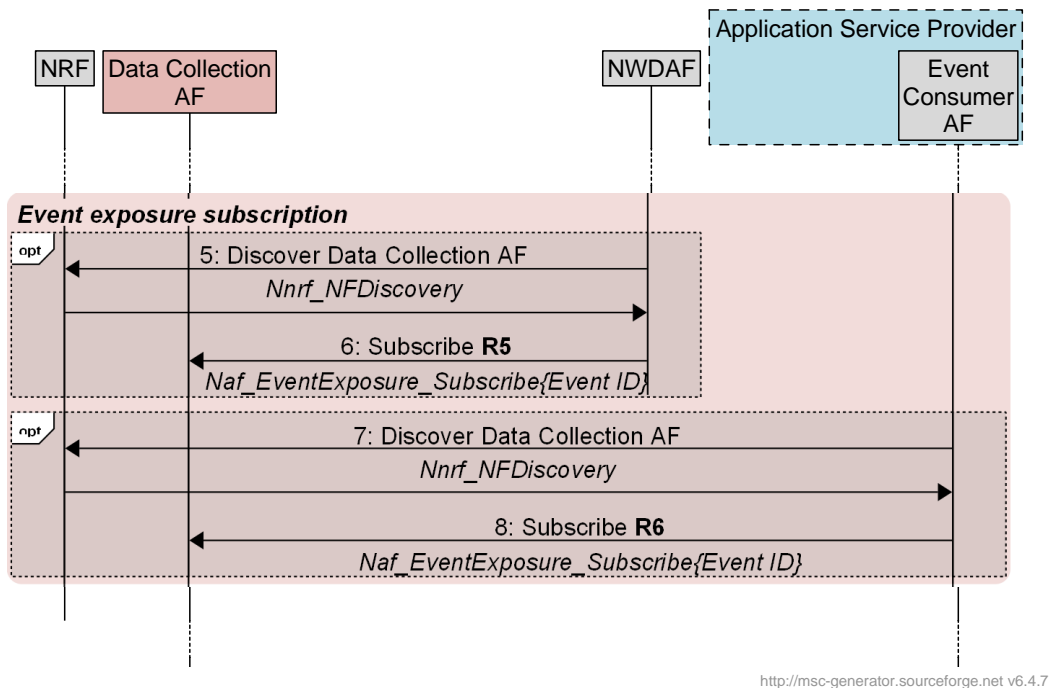 Application Service Provider
NRF
Data Collection
AF
NWDAF
Event
Consumer
AF
Event exposure subscription
opt
5: Discover Data Collection AF
Nnrf_NFDiscovery
6: Subscribe R5
Naf_EventExposure_Subscribe{Event ID}
opt
7: Discover Data Collection AF
Nnrf_NFDiscovery
8: Subscribe R6
Naf_EventExposure_Subscribe{Event ID}
http://msc-generator.sourceforge.net v6.4.7